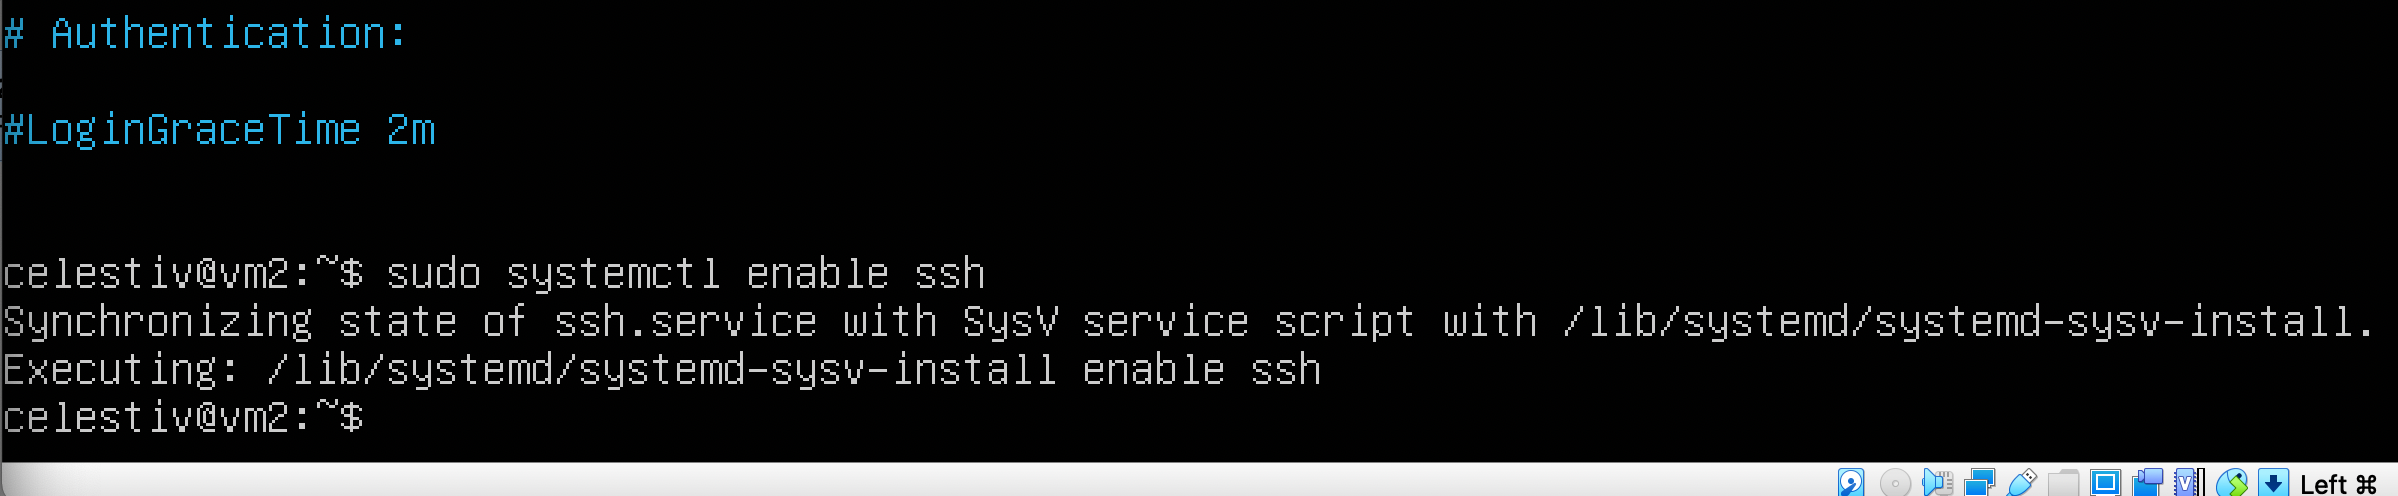 # Authentication:
#LoginGraceTime 2m
celestiv@vm2:~$ sudo systemctl enable ssh
Synchronizing state of ssh.service with SysV service script with /lib/systemd/systemd-sysv-install.
Executing: /lib/systemd/systemd-sysv-install enable ssh
celestiv@vm2:~$
Left ⌘